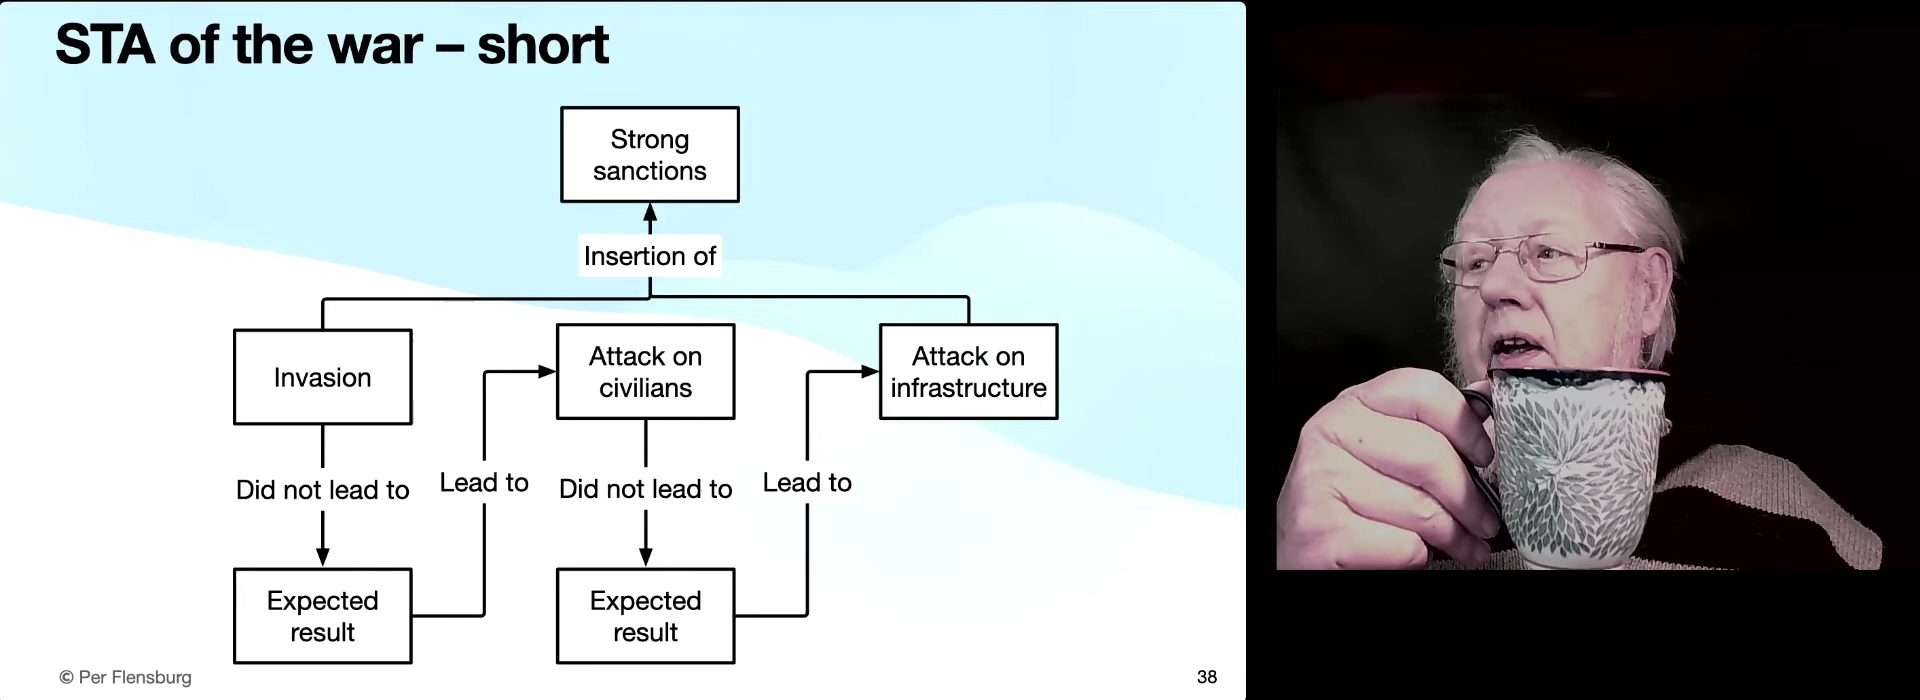 STA of the war – short
Strong
sanctions
Insertion of
Invasion
Attack on
civilians
Attack on
infrastructure
Did not lead to
Lead to
Did not lead to
Lead to
Expected
result
Expected
result
© Per Flensburg
38